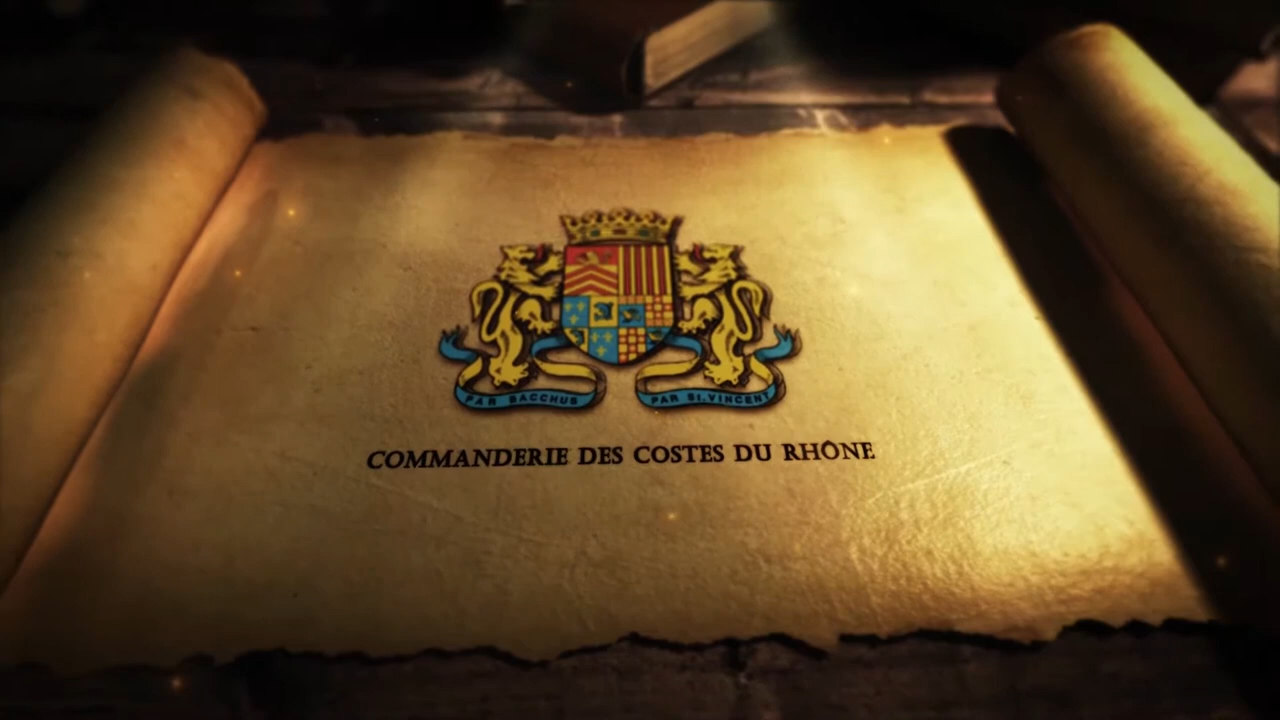 PAR BACCHUS PAR St.VINCENT
COMMANDERIE DES COSTES DU RHÔNE